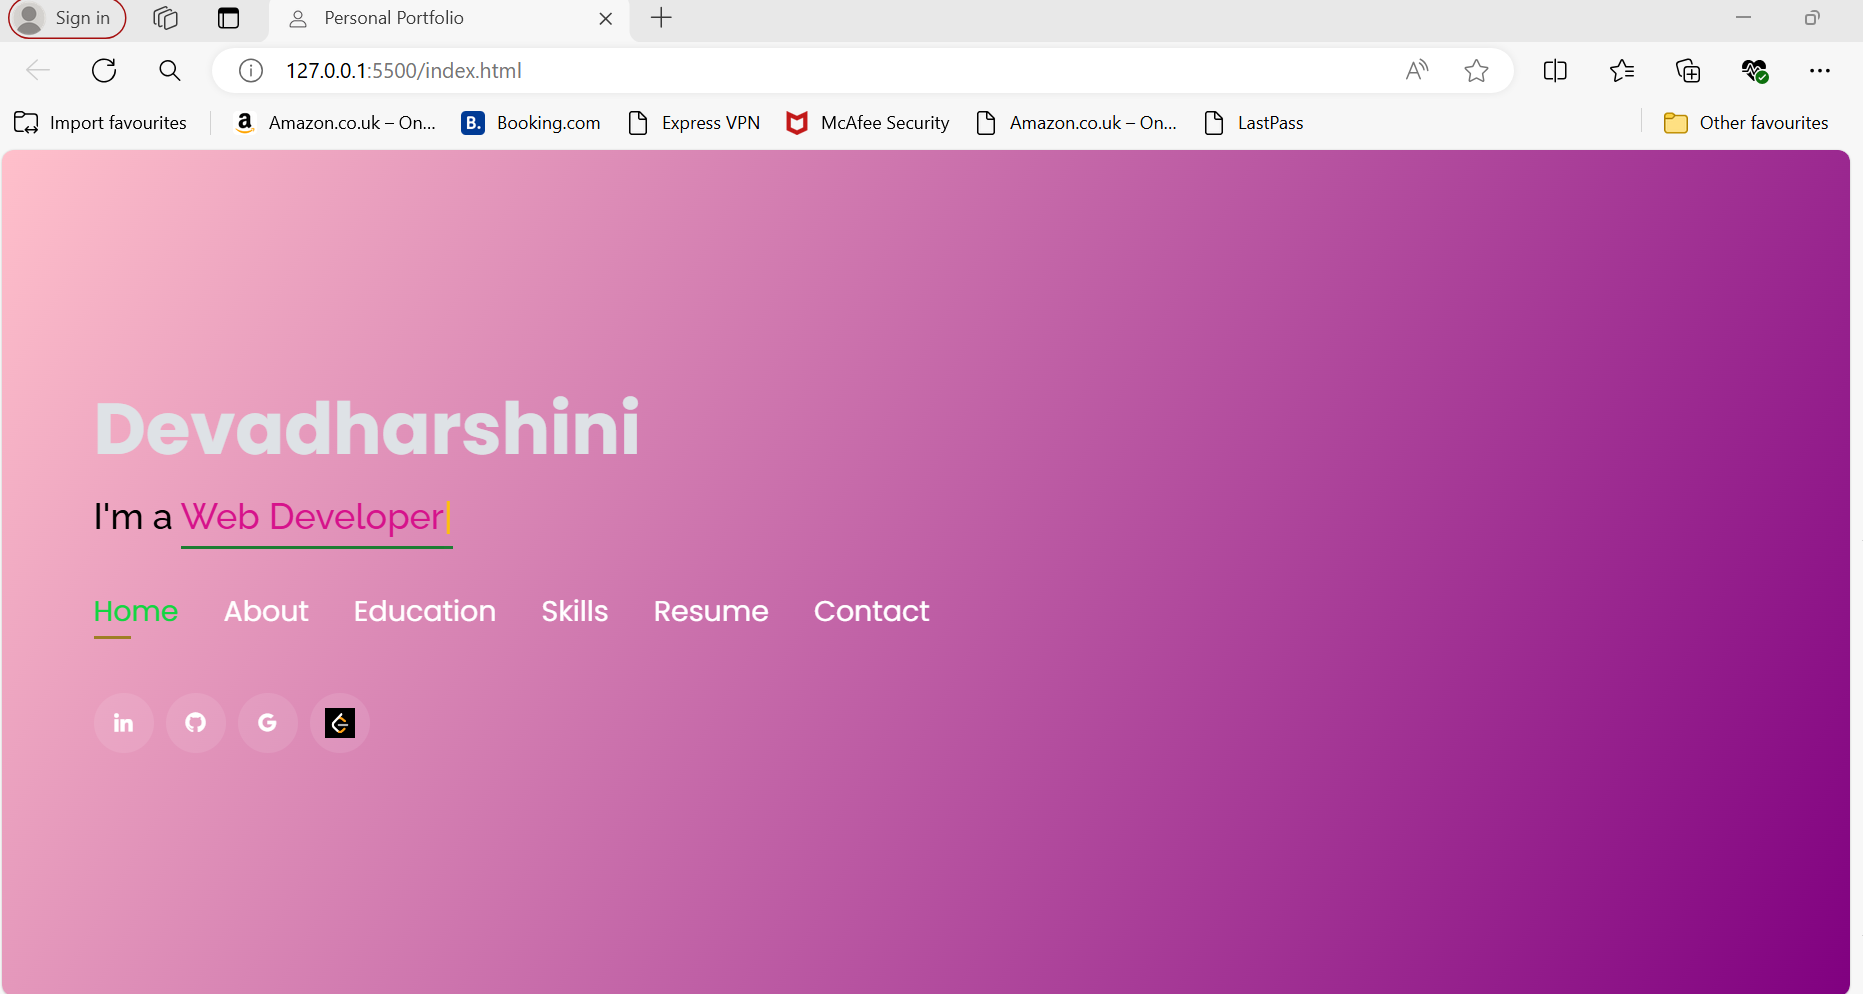 Sign in
Personal Portfolio
127.0.0.1:5500/index.html
A
Import favourites
a Amazon.co.uk – On...
B. Booking.com
Express VPN
McAfee Security
Amazon.co.uk – On...
LastPass
Other favourites
Devadharshini
I'm a Web Developer|
Home About Education Skills Resume Contact
in G